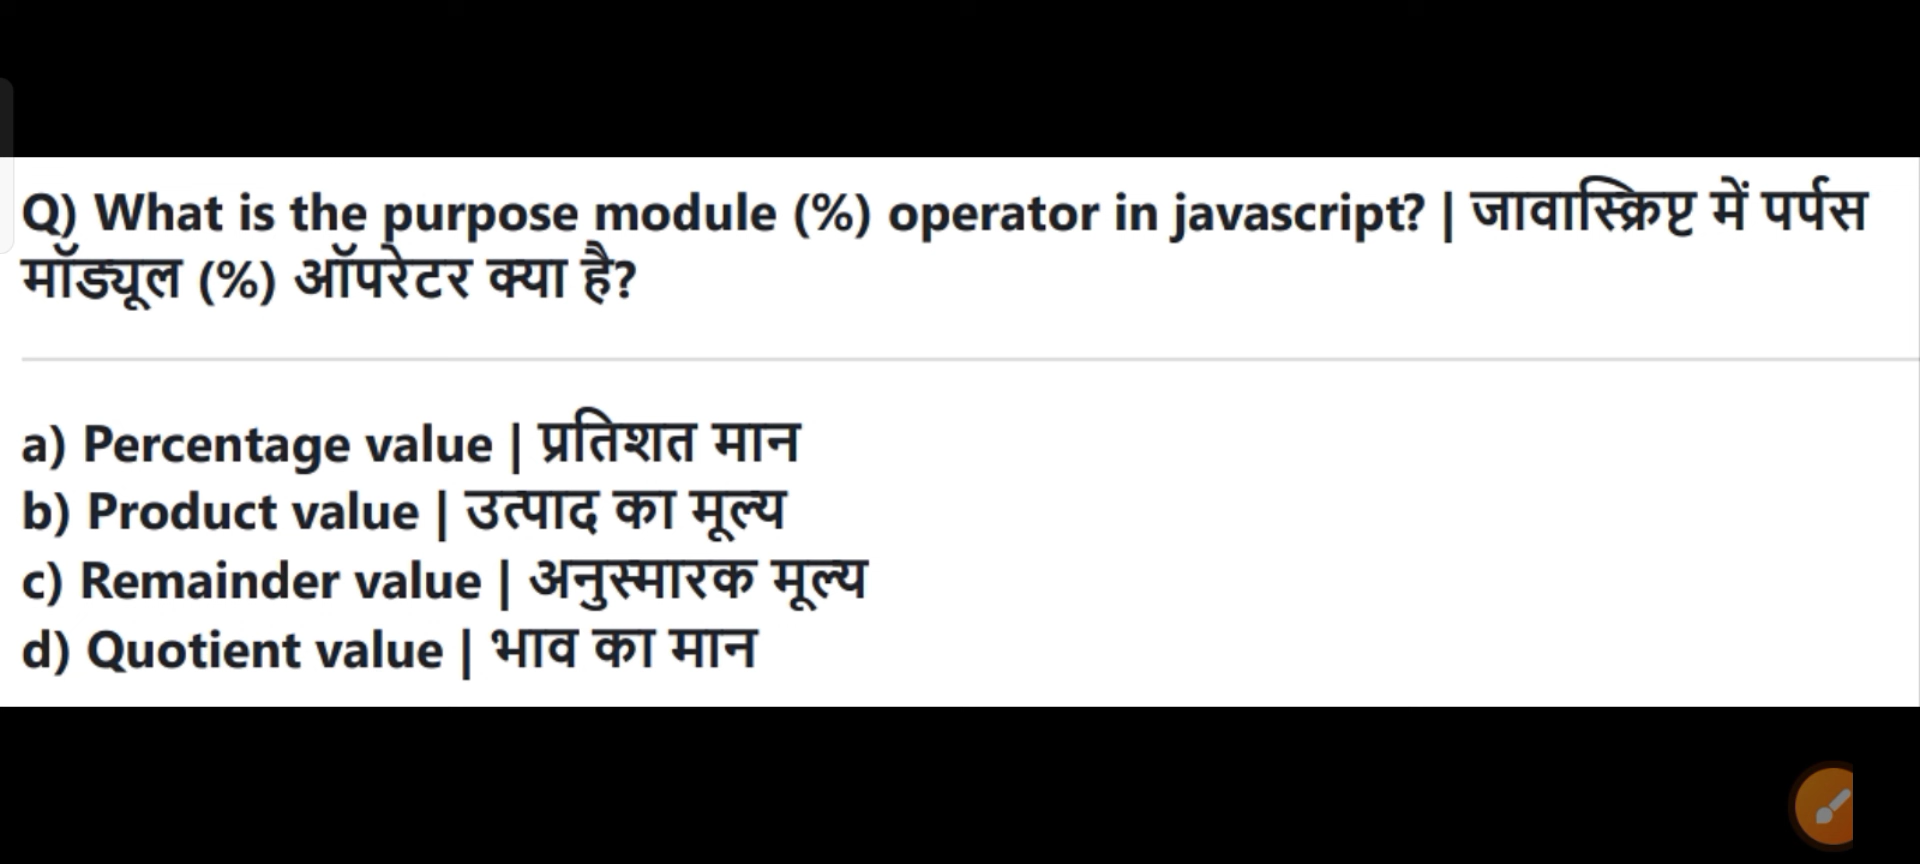 Q) What is the purpose module (%) operator in javascript? | जावास्क्रिप्ट में पर्पस
मॉड्यूल (%) ऑपरेटर क्या है?
a) Percentage value | प्रतिशत मान
b) Product value | उत्पाद का मूल्य
c) Remainder value | अनुस्मारक मूल्य
d) Quotient value | भाव का मान